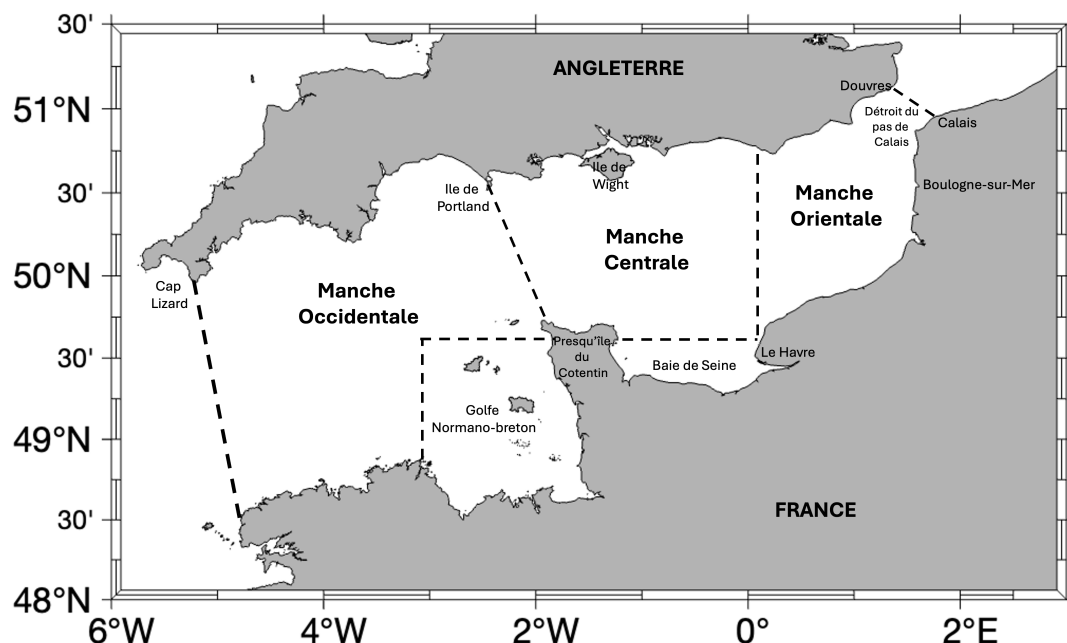 30'
ANGLETERRE
Douvres
51°N
Détroit du
pas de
Calais
Calais
Ile de
Wight
30'
Ile de
Portland
Boulogne-sur-Mer
Manche
Orientale
Manche
Centrale
50°N
Cap
Lizard
Manche
Occidentale
30'
Presqu'île
du
Cotentin
Baie de Seine
Le Havre
49°N
Golfe
Normano-breton
30'
FRANCE
48°N
6°W
4°W
2°W
0°
2°E